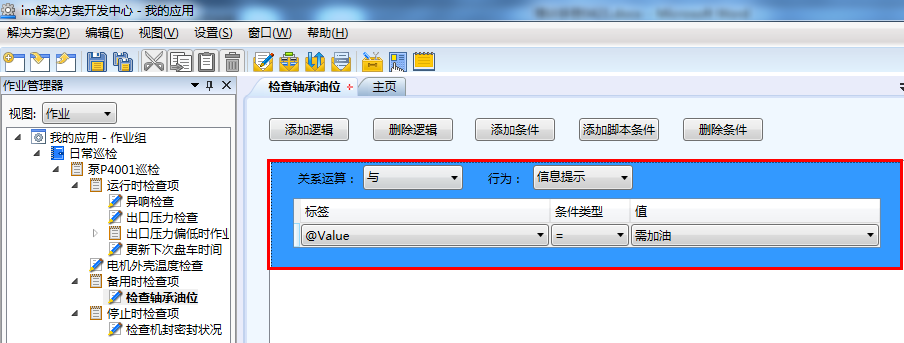 im解决方案开发中心 - 我的应用
解决方案(P) 编辑(E) 视图(V) 设置(S) 窗口(W) 帮助(H)
作业管理器
检查轴承油位
主页
视图:
作业
我的应用 - 作业组
日常巡检
泵P4001巡检
运行时检查项
异响检查
出口压力检查
出口压力偏低时作业
更新下次盘车时间
电机外壳温度检查
备用时检查项
检查轴承油位
停止时检查项
检查机封密封状况
添加逻辑
删除逻辑
添加条件
添加脚本条件
删除条件
关系运算：
与
行为：
信息提示
标签 条件类型 值
@Value = 需加油